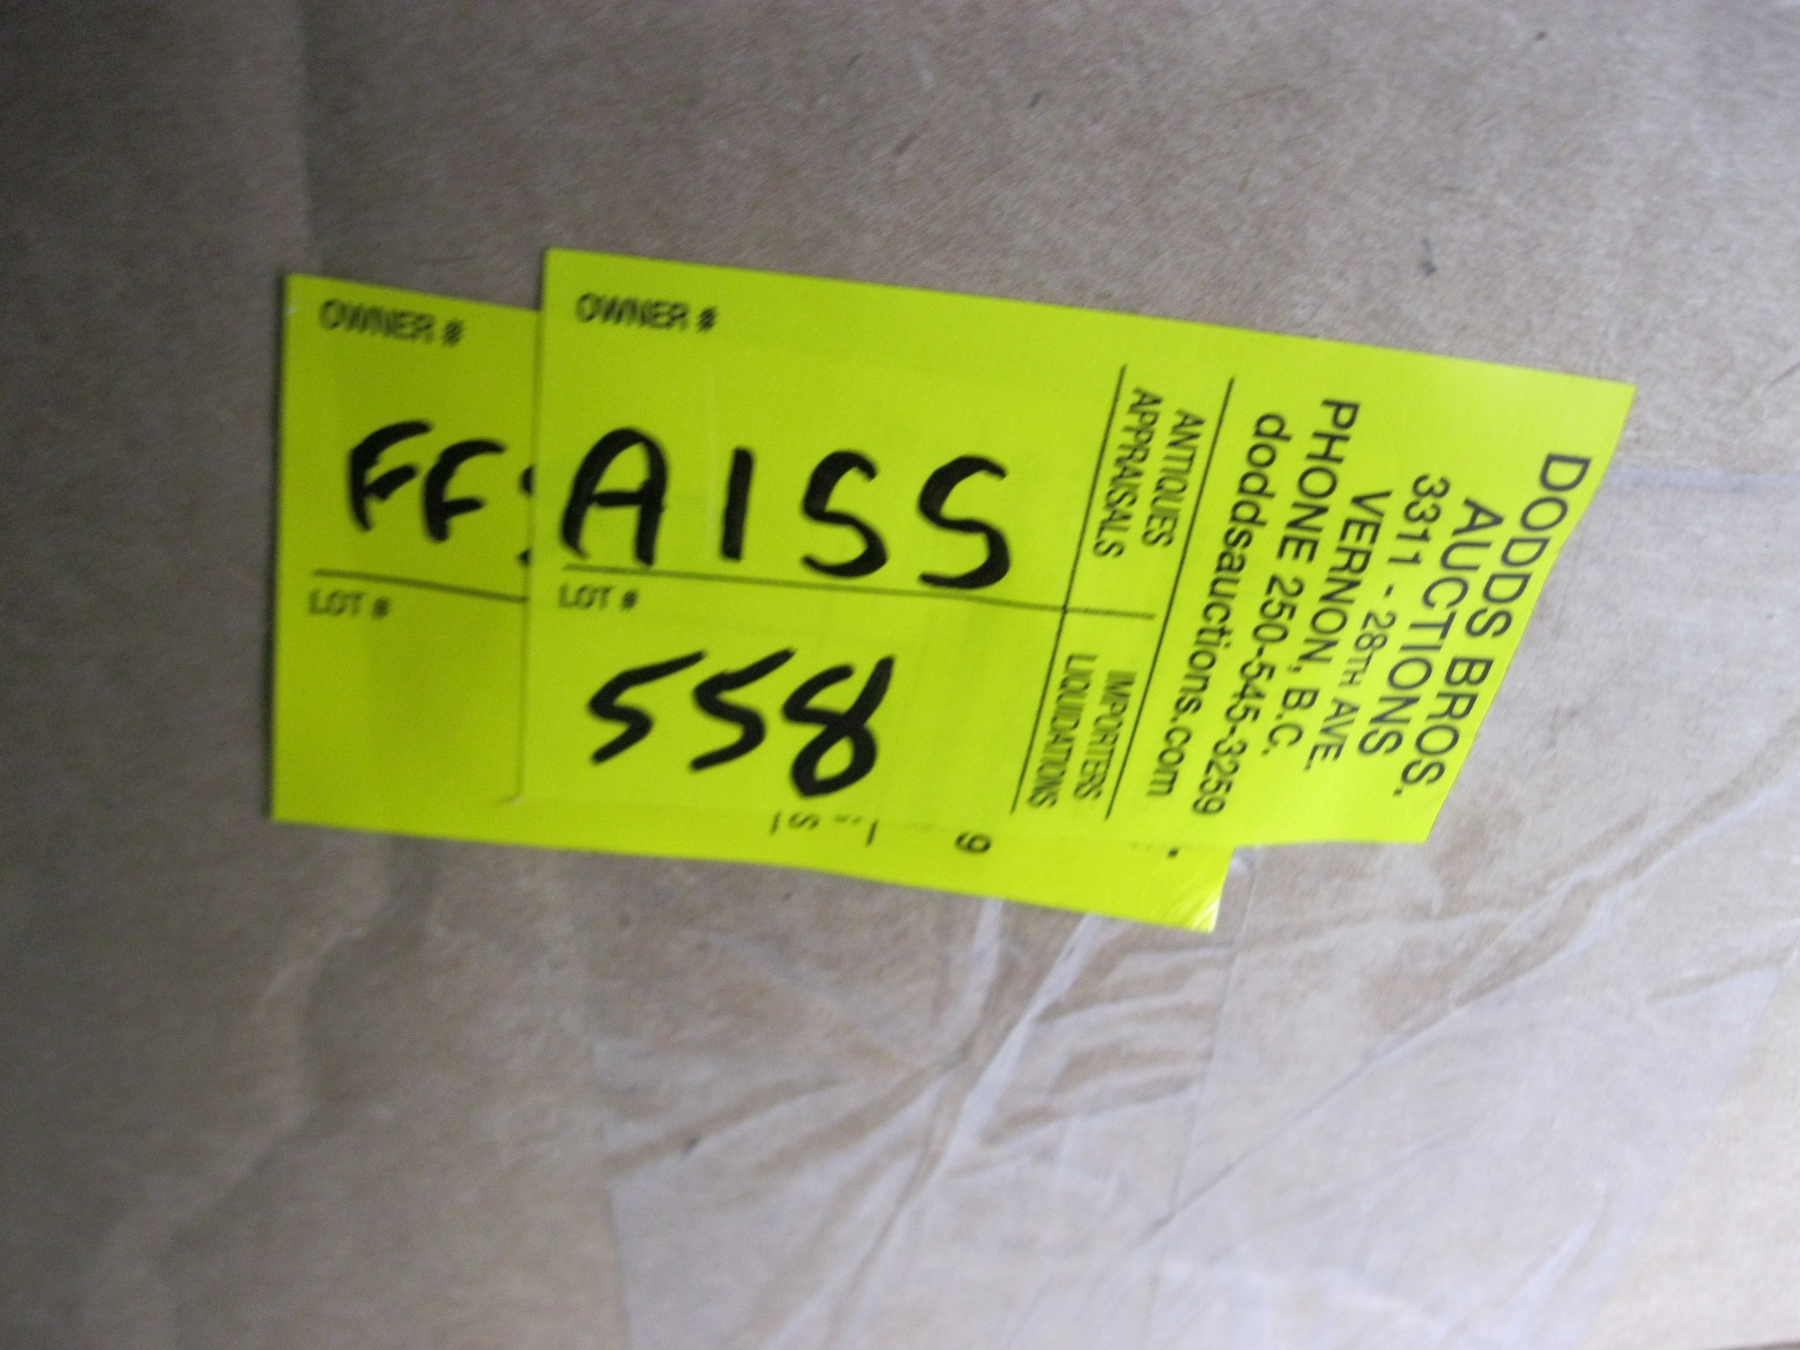 OWNER #
FF
LOT #
OWNER #
A155
LOT #
558
ANTIQUES
APPRAISALS
IMPORTERS
LIQUIDATIONS
DODDS BROS.
AUCTIONS
3311 - 28TH AVE.
VERNON, B.C.
PHONE 250-545-3259
doddsauctions.com
9